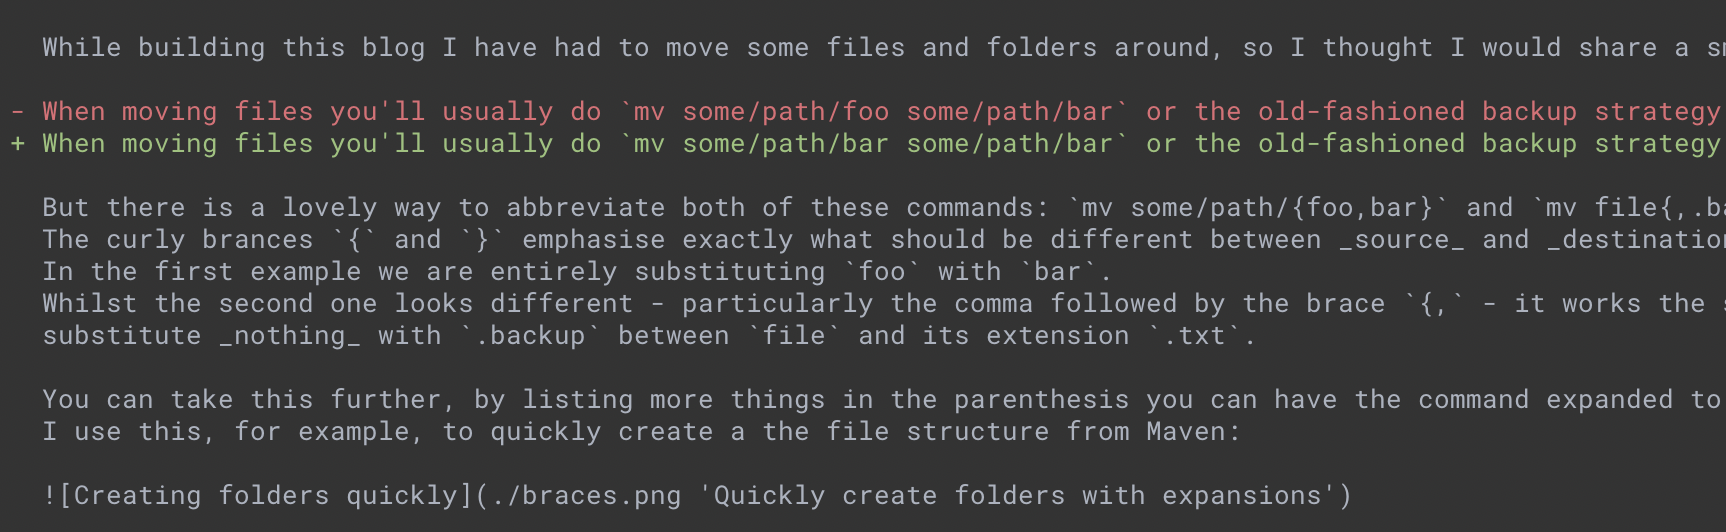 While building this blog I have had to move some files and folders around, so I thought I would share a
- When moving files you'll usually do `mv some/path/foo some/path/bar` or the old-fashioned backup strategy
+ When moving files you'll usually do `mv some/path/bar some/path/bar` or the old-fashioned backup strategy
But there is a lovely way to abbreviate both of these commands: `mv some/path/{foo,bar}` and `mv file{,.ba
The curly brances `{` and `}` emphasise exactly what should be different between _source_ and _destination
In the first example we are entirely substituting `foo` with `bar`.
Whilst the second one looks different - particularly the comma followed by the brace `{,` - it works the
substitute _nothing_ with `.backup` between `file` and its extension `.txt`.
You can take this further, by listing more things in the parenthesis you can have the command expanded to
I use this, for example, to quickly create a the file structure from Maven:
![Creating folders quickly](./braces.png 'Quickly create folders with expansions')